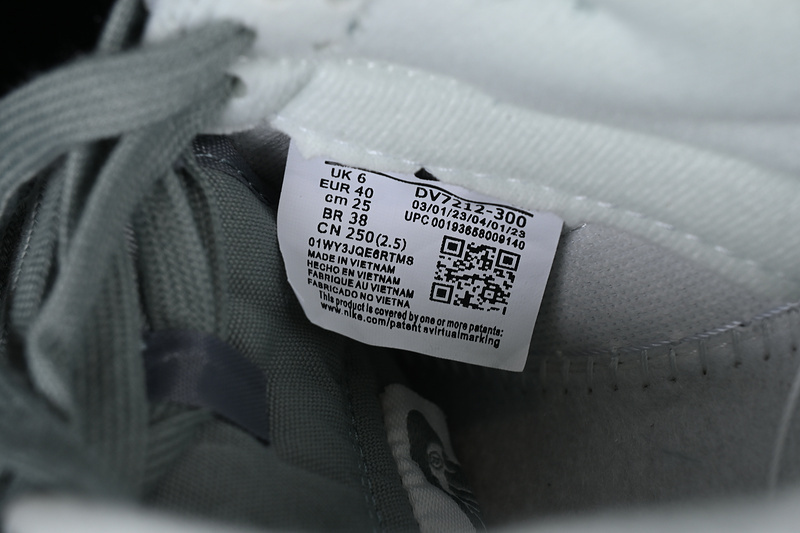 UK 6
EUR 40
cm 25
BR 38
CN 250(2.5)
DV7212-300
03/01/23/04/01/23
UPC 00193658009140
01WY3JQE6RTM8
MADE IN VIETNAM
HECHO EN VIETNAM
FABRIQUE AU VIETNAM
FABRICADO NO VIETNA
This product is covered by one or more patents:
www.nike.com/patent+virtualmarking